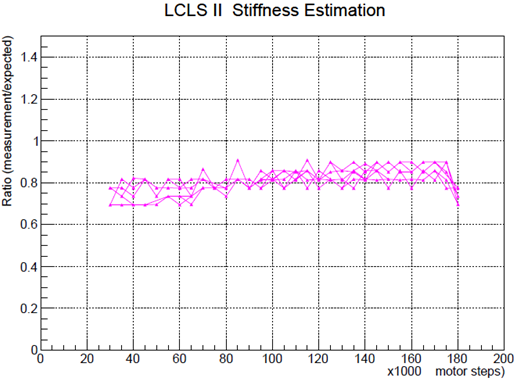 LCLS II Stiffness Estimation
Ratio (measurement/expected)
1.4
1.2
1
0.8
0.6
0.4
0.2
0
0 20 40 60 80 100 120 140 160 180 200
x1000 motor steps)